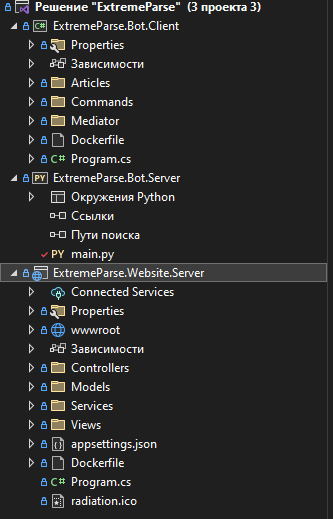 Решение "ExtremeParse" (3 проекта 3)
C# ExtremeParse.Bot.Client
Properties
Зависимости
Articles
Commands
Mediator
Dockerfile
C# Program.cs
PY ExtremeParse.Bot.Server
Окружения Python
Ссылки
Пути поиска
PY main.py
ExtremeParse.Website.Server
Connected Services
Properties
wwwroot
Зависимости
Controllers
Models
Services
Views
appsettings.json
Dockerfile
C# Program.cs
radiation.ico